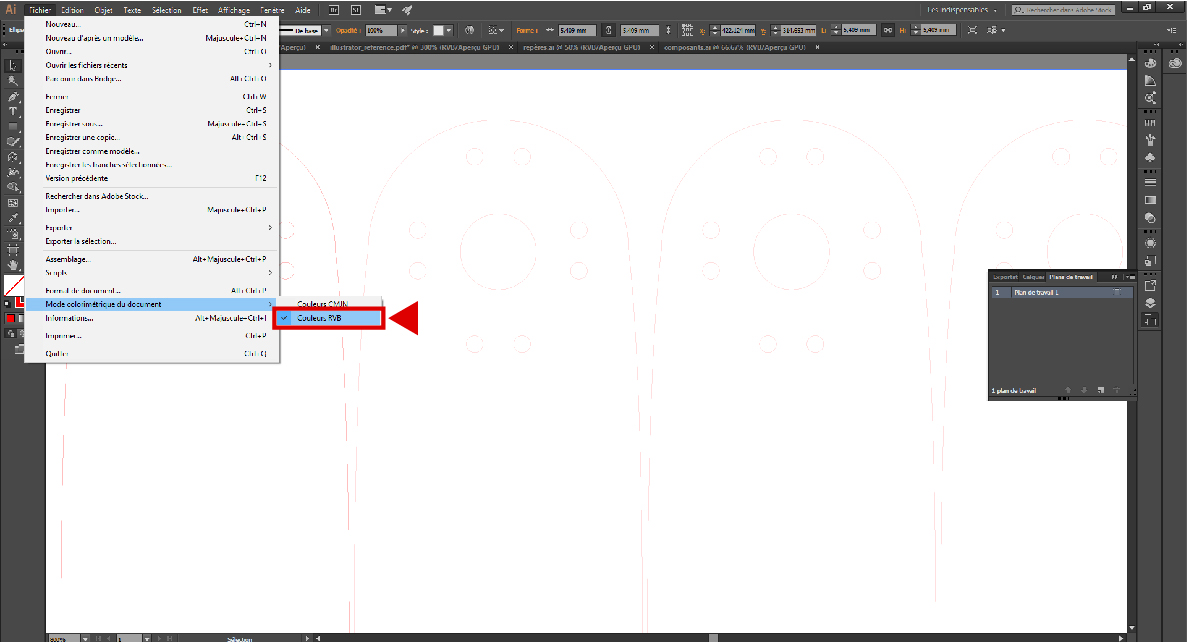 Ai Fichier Edition Objet Texte Sélection Effet Affichage Fenêtre Aide Br St Les indispensables Rechercher dans Adobe Stock
De base Opacité : 100% Style : Forme : 5,409 mm 5,409 mm 422,121 mm 311,653 mm L: 5,409 mm H: 5,409 mm
Aperçu) × illustrator_reference.pdf* @ 300% (RVB/Aperçu GPU) × repères.ai @ 50% (RVB/Aperçu GPU) × composants.ai @ 66,67% (RVB/Aperçu GPU) ×
Nouveau... Ctrl+N
Nouveau d'après un modèle... Majuscule+Ctrl+N
Ouvrir... Ctrl+O
Ouvrir les fichiers récents
Parcourir dans Bridge... Alt+Ctrl+O
Fermer Ctrl+W
Enregistrer Ctrl+S
Enregistrer sous... Majuscule+Ctrl+S
Enregistrer une copie... Alt+Ctrl+S
Enregistrer comme modèle...
Enregistrer les tranches sélectionnées...
Version précédente F12
Rechercher dans Adobe Stock...
Importer... Majuscule+Ctrl+P
Exporter
Exporter la sélection...
Assemblage... Alt+Majuscule+Ctrl+P
Scripts
Format de document... Alt+Ctrl+P
Mode colorimétrique du document
Couleurs CMJN
Informations... Alt+Majuscule+Ctrl+I
Couleurs RVB
Imprimer... Ctrl+P
Quitter Ctrl+Q
Calques Plans de travail
1 Plan de travail 1
1 plan de travail
800% 1 Sélection